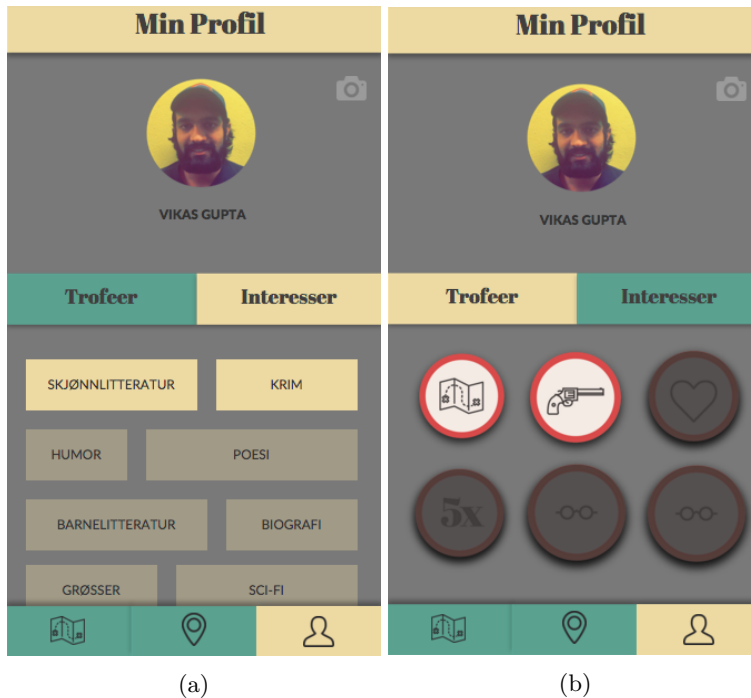 Min Profil
VIKAS GUPTA
Trofeer Interesser
SKJØNNLITTERATUR KRIM
HUMOR POESI
BARNELITTERATUR BIOGRAFI
GRØSSER SCI-FI
(a)
Min Profil
VIKAS GUPTA
Trofeer Interesser
5x
(b)